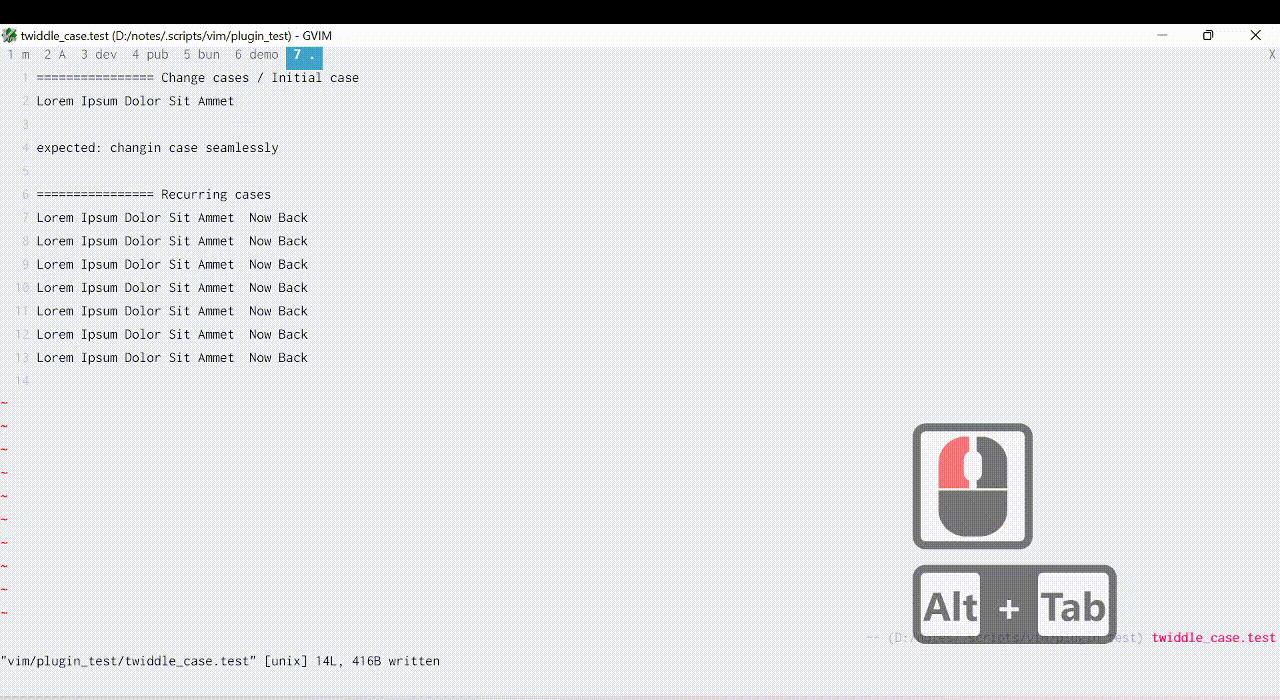 twiddle_case.test (D:/notes/.scripts/vim/plugin_test) - GVIM
1 m 2 A 3 dev 4 pub 5 bun 6 demo 7 . X
1 ================ Change cases / Initial case
2 Lorem Ipsum Dolor Sit Ammet
3
4 expected: changin case seamlessly
5
6 ================ Recurring cases
7 Lorem Ipsum Dolor Sit Ammet  Now Back
8 Lorem Ipsum Dolor Sit Ammet  Now Back
9 Lorem Ipsum Dolor Sit Ammet  Now Back
10 Lorem Ipsum Dolor Sit Ammet  Now Back
11 Lorem Ipsum Dolor Sit Ammet  Now Back
12 Lorem Ipsum Dolor Sit Ammet  Now Back
13 Lorem Ipsum Dolor Sit Ammet  Now Back
14
~
~
~
~
~
~
~
~
~
~
Alt + Tab
-- (D:/notes/.scripts/vim/plugin_test) twiddle_case.test
"vim/plugin_test/twiddle_case.test" [unix] 14L, 416B written